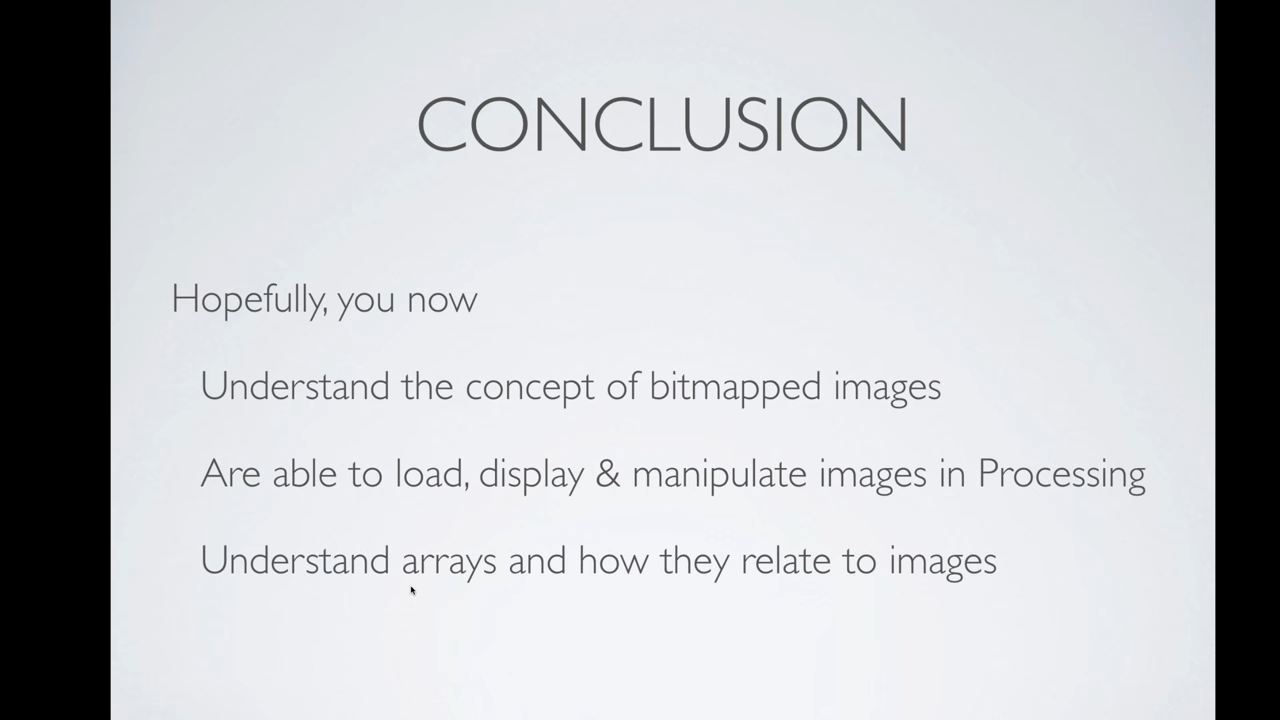 CONCLUSION
Hopefully, you now
Understand the concept of bitmapped images
Are able to load, display & manipulate images in Processing
Understand arrays and how they relate to images